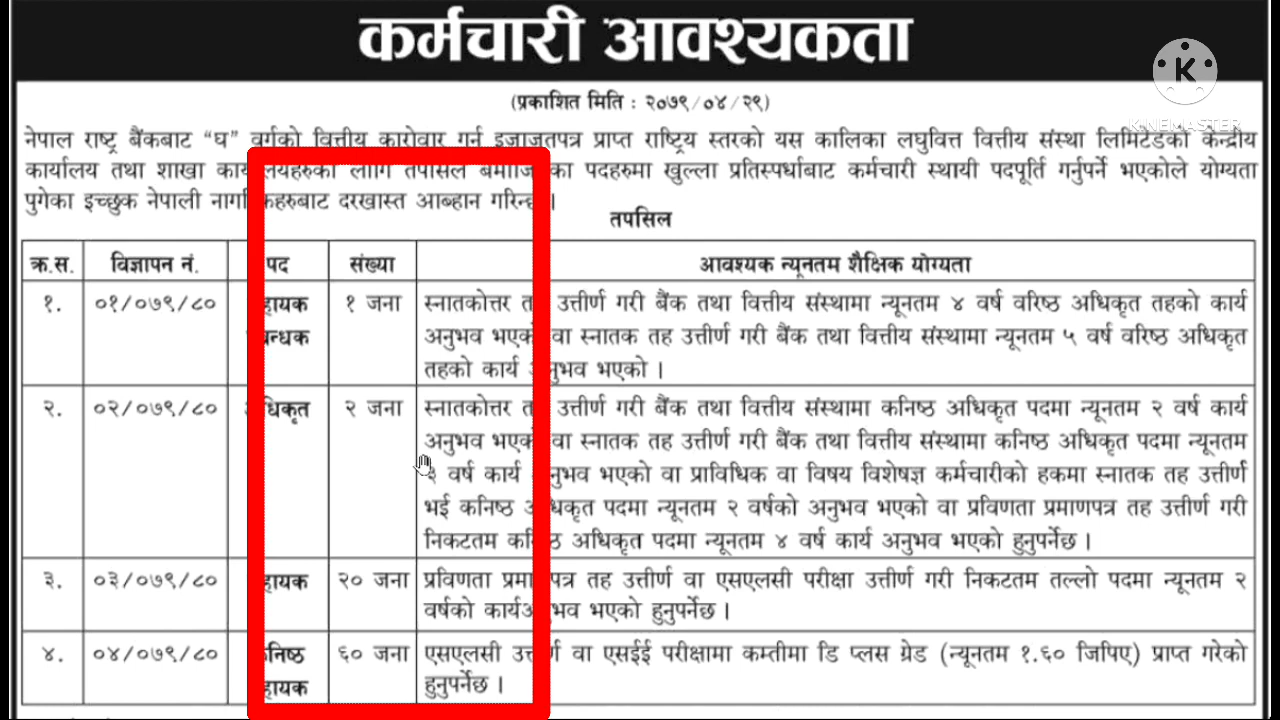 कर्मचारी आवश्यकता
K
KINEMASTER
(प्रकाशित मिति : २०७९/०४/२९)
नेपाल राष्ट्र बैंकबाट “घ” वर्गको वित्तीय कारोवार गर्न इजाजतपत्र प्राप्त राष्ट्रिय स्तरको यस कालिका लघुवित्त वित्तीय संस्था लिमिटेडको केन्द्रीय
कार्यालय तथा शाखा कार्यालयहरुको लागि तपसिल बमोजिमका पदहरुमा खुल्ला प्रतिस्पर्धाबाट कर्मचारी स्थायी पदपूर्ति गर्नुपर्ने भएकोले योग्यता
पुगेका इच्छुक नेपाली नागरिकहरुबाट दरखास्त आब्हान गरिन्छ ।
तपसिल
क्र.स. विज्ञापन नं. पद संख्या आवश्यक न्यूनतम शैक्षिक योग्यता
१. ०१/०७९/८० हायक १ जना स्नातकोत्तर तह उत्तीर्ण गरी बैंक तथा वित्तीय संस्थामा न्यूनतम ४ वर्ष वरिष्ठ अधिकृत तहको कार्य
न्धक अनुभव भएको वा स्नातक तह उत्तीर्ण गरी बैंक तथा वित्तीय संस्थामा न्यूनतम ५ वर्ष वरिष्ठ अधिकृत
तहको कार्य अनुभव भएको ।
२. ०२/०७९/८० धिकृत २ जना स्नातकोत्तर तह उत्तीर्ण गरी बैंक तथा वित्तीय संस्थामा कनिष्ठ अधिकृत पदमा न्यूनतम २ वर्ष कार्य
अनुभव भएको वा स्नातक तह उत्तीर्ण गरी बैंक तथा वित्तीय संस्थामा कनिष्ठ अधिकृत पदमा न्यूनतम
३ वर्ष कार्य अनुभव भएको वा प्राविधिक वा विषय विशेषज्ञ कर्मचारीको हकमा स्नातक तह उत्तीर्ण
भई कनिष्ठ अधिकृत पदमा न्यूनतम २ वर्षको अनुभव भएको वा प्रविणता प्रमाणपत्र तह उत्तीर्ण गरी
निकटतम कनिष्ठ अधिकृत पदमा न्यूनतम ४ वर्ष कार्य अनुभव भएको हुनुपर्नेछ ।
३. ०३/०७९/८० हायक २० जना प्रविणता प्रमाणपत्र तह उत्तीर्ण वा एसएलसी परीक्षा उत्तीर्ण गरी निकटतम तल्लो पदमा न्यूनतम २
वर्षको कार्यअनुभव भएको हुनुपर्नेछ ।
४. ०४/०७९/८० निष्ठ ६० जना एसएलसी उत्तीर्ण वा एसईई परीक्षामा कम्तीमा डि प्लस ग्रेड (न्यूनतम १.६० जिपिए) प्राप्त गरेको
हायक हुनुपर्नेछ ।